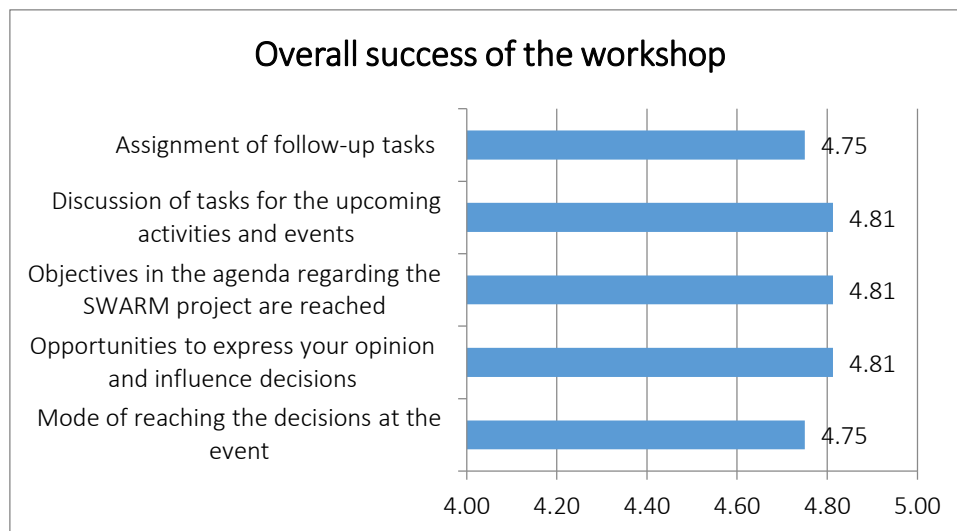 Overall success of the workshop
Assignment of follow-up tasks
4.75
Discussion of tasks for the upcoming
activities and events
4.81
Objectives in the agenda regarding the
SWARM project are reached
4.81
Opportunities to express your opinion
and influence decisions
4.81
Mode of reaching the decisions at the
event
4.75
4.00 4.20 4.40 4.60 4.80 5.00